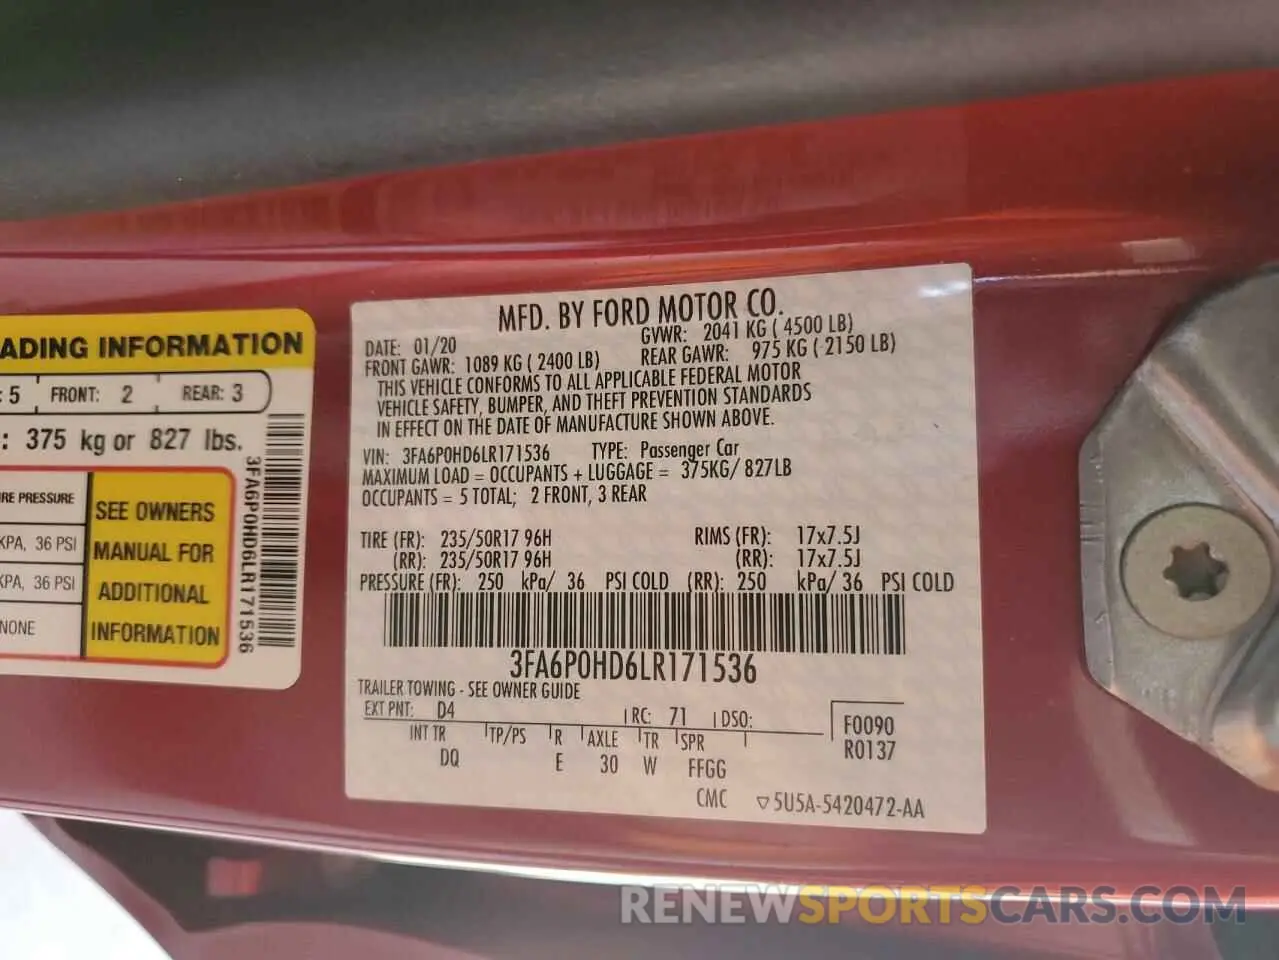 ADING INFORMATION
: 5 FRONT: 2 REAR: 3
: 375 kg or 827 lbs.
RE PRESSURE
KPA, 36 PSI
KPA, 36 PSI
NONE
SEE OWNERS
MANUAL FOR
ADDITIONAL
INFORMATION
3FA6P0HD6LR171536
MFD. BY FORD MOTOR CO.
DATE: 01/20 GVWR: 2041 KG ( 4500 LB)
FRONT GAWR: 1089 KG ( 2400 LB) REAR GAWR: 975 KG ( 2150 LB)
THIS VEHICLE CONFORMS TO ALL APPLICABLE FEDERAL MOTOR
VEHICLE SAFETY, BUMPER, AND THEFT PREVENTION STANDARDS
IN EFFECT ON THE DATE OF MANUFACTURE SHOWN ABOVE.
VIN: 3FA6P0HD6LR171536 TYPE: Passenger Car
MAXIMUM LOAD = OCCUPANTS + LUGGAGE = 375KG/ 827LB
OCCUPANTS = 5 TOTAL; 2 FRONT, 3 REAR
TIRE (FR): 235/50R17 96H RIMS (FR): 17x7.5J
(RR): 235/50R17 96H (RR): 17x7.5J
PRESSURE (FR): 250 kPa/ 36 PSI COLD (RR): 250 kPa/ 36 PSI COLD
3FA6P0HD6LR171536
TRAILER TOWING - SEE OWNER GUIDE
EXT PNT: D4 RC: 71 DSO:
INT TR TP/PS R AXLE TR SPR
DQ E 30 W FFGG
F0090
R0137
CMC ▽5U5A-5420472-AA
RENEWSPORTSCARS.COM